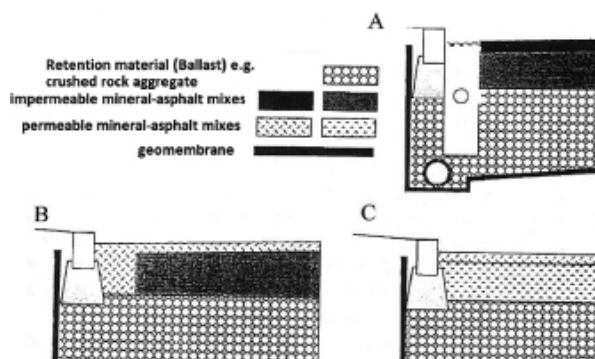 A
Retention material (Ballast) e.g.
crushed rock aggregate
impermeable mineral-asphalt mixes
permeable mineral-asphalt mixes
geomembrane
B
C